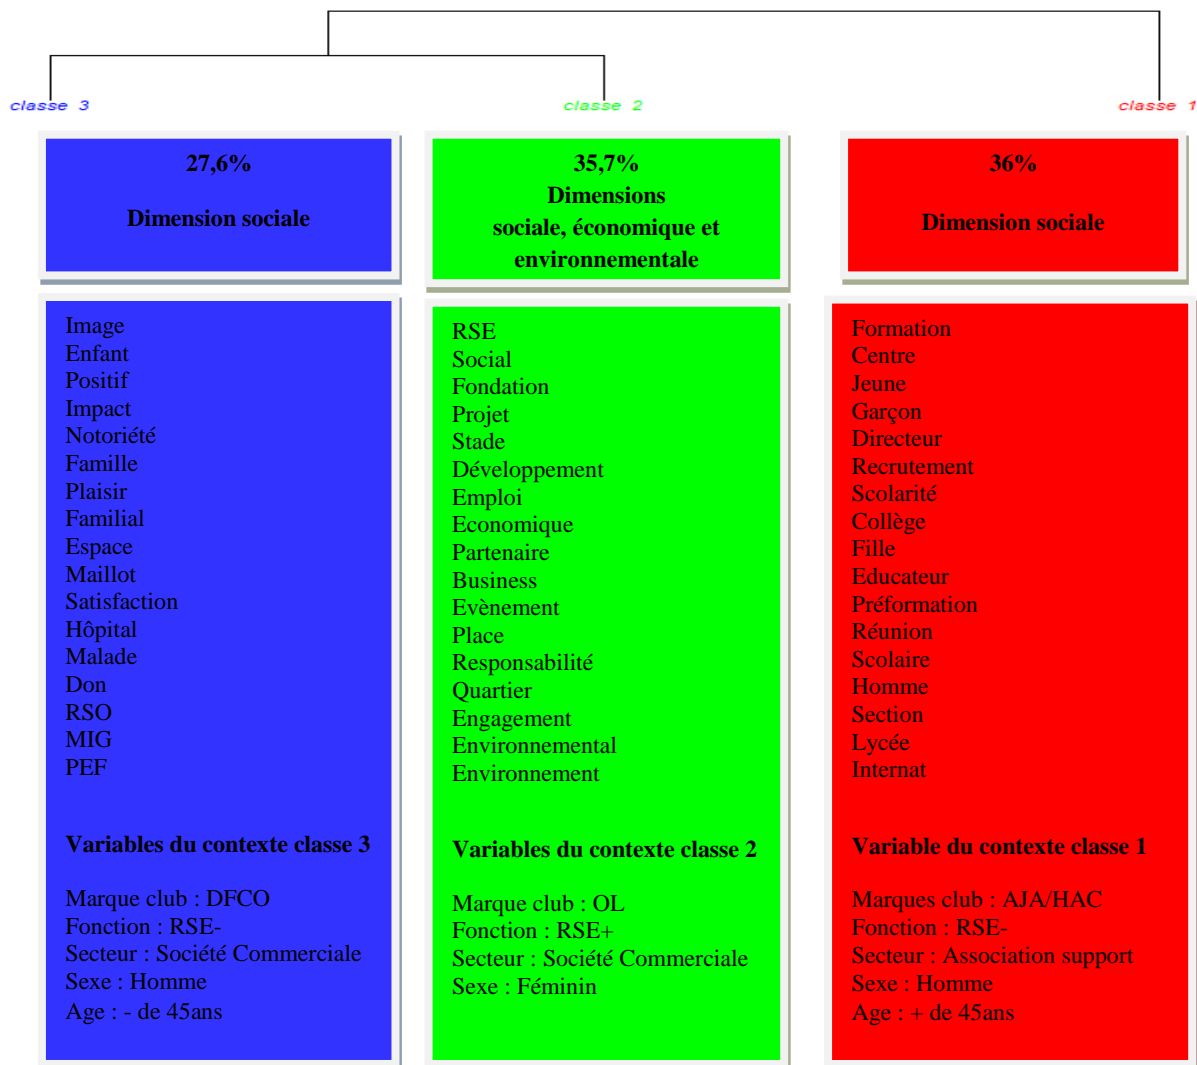 classe 3
classe 2
classe 1
27,6%
Dimension sociale
35,7%
Dimensions
sociale, économique et
environnementale
36%
Dimension sociale
Image
Enfant
Positif
Impact
Notoriété
Famille
Plaisir
Familial
Espace
Maillot
Satisfaction
Hôpital
Malade
Don
RSO
MIG
PEF
Variables du contexte classe 3
Marque club : DFCO
Fonction : RSE-
Secteur : Société Commerciale
Sexe : Homme
Age : - de 45ans
RSE
Social
Fondation
Projet
Stade
Développement
Emploi
Economique
Partenaire
Business
Evènement
Place
Responsabilité
Quartier
Engagement
Environnemental
Environnement
Variables du contexte classe 2
Marque club : OL
Fonction : RSE+
Secteur : Société Commerciale
Sexe : Féminin
Formation
Centre
Jeune
Garçon
Directeur
Recrutement
Scolarité
Collège
Fille
Educateur
Préformation
Réunion
Scolaire
Homme
Section
Lycée
Internat
Variable du contexte classe 1
Marques club : AJA/HAC
Fonction : RSE-
Secteur : Association support
Sexe : Homme
Age : + de 45ans